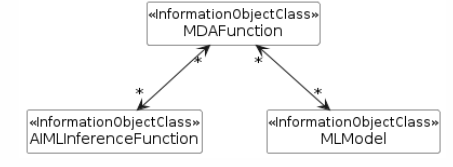 «InformationObjectClass»
MDAFunction
* *
* *
«InformationObjectClass» «InformationObjectClass»
AIMLInferenceFunction MLModel